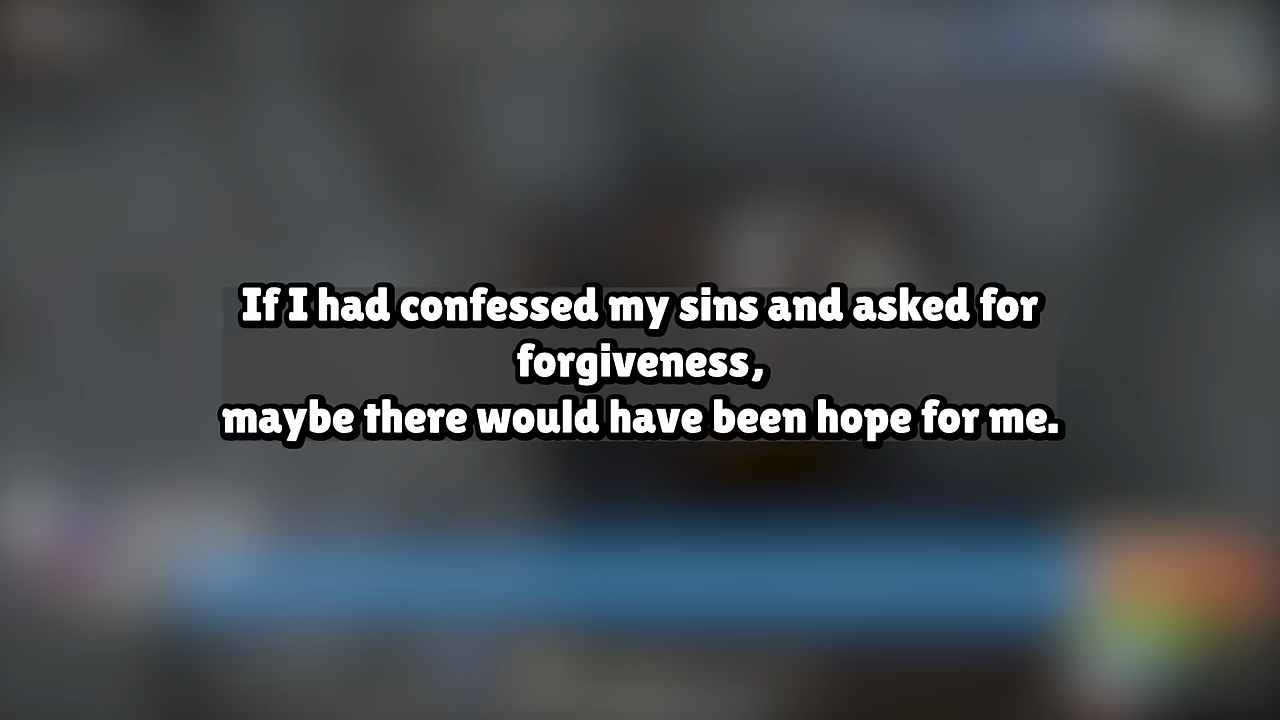 If I had confessed my sins and asked for
forgiveness,
maybe there would have been hope for me.